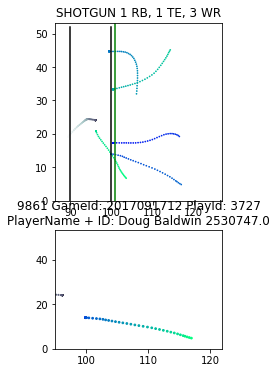 SHOTGUN 1 RB, 1 TE, 3 WR
50
40
30
20
10
0
90 100 110 120
9861 GameId: 2017091712 PlayId: 3727
PlayerName + ID: Doug Baldwin 2530747.0
40
20
0
100 110 120